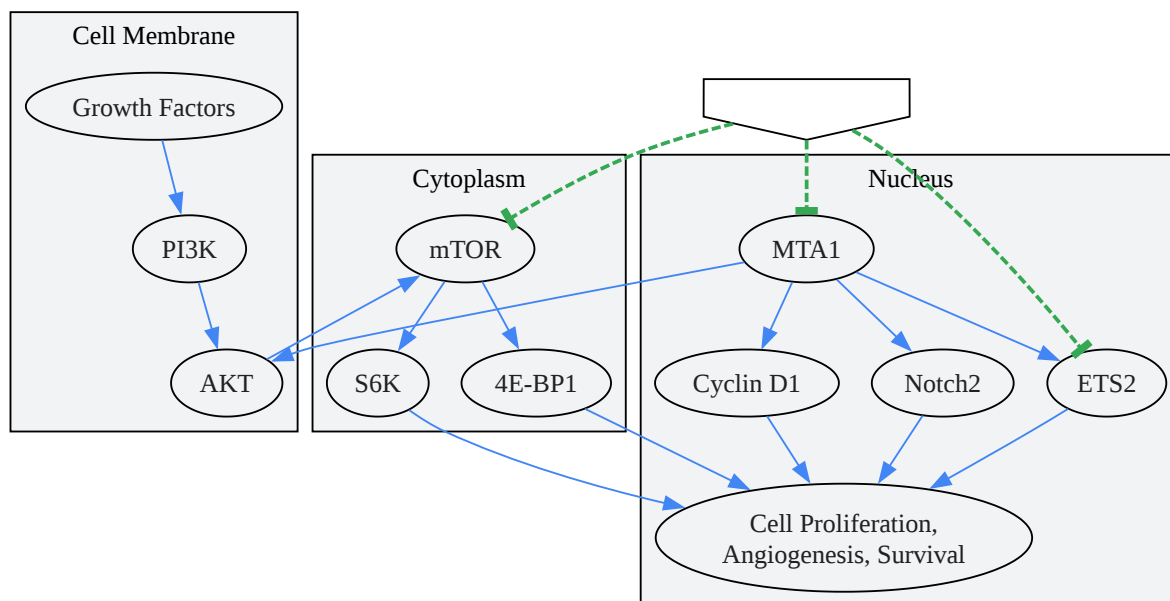 Cell Membrane
Growth Factors
PI3K
AKT
Cytoplasm
mTOR
S6K
4E-BP1
Nucleus
MTA1
Cyclin D1
Notch2
ETS2
Cell Proliferation,
Angiogenesis, Survival